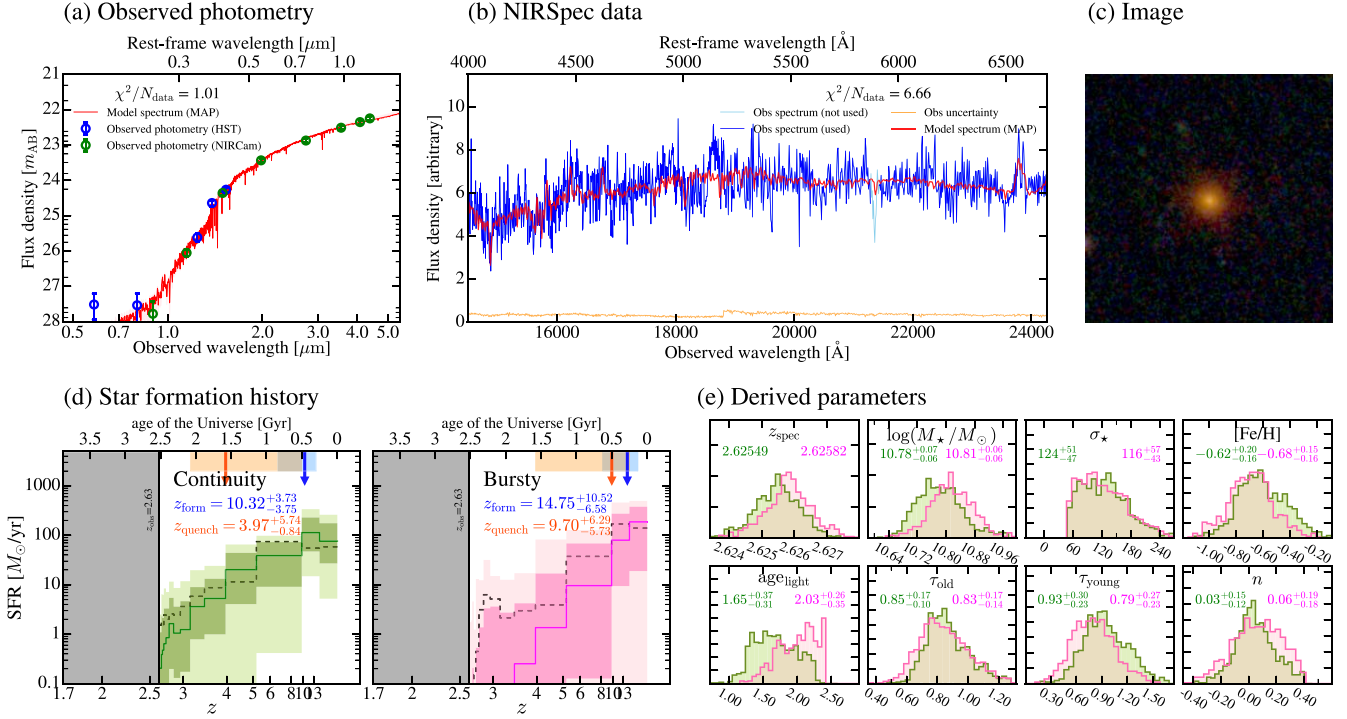 (a) Observed photometry
Rest-frame wavelength [μm]
0.3 0.5 0.7 1.0
χ²/N_data = 1.01
Model spectrum (MAP)
Observed photometry (HST)
Observed photometry (NIRCam)
Flux density [m_AB]
21
22
23
24
25
26
27
28
0.5 0.7 1.0 2.0 3.0 4.0 5.0
Observed wavelength [μm]
(b) NIRSpec data
Rest-frame wavelength [Å]
4000 4500 5000 5500 6000 6500
χ²/N_data = 6.66
Obs spectrum (not used)
Obs spectrum (used)
Obs uncertainty
Model spectrum (MAP)
Flux density [arbitrary]
10
8
6
4
2
0
16000 18000 20000 22000 24000
Observed wavelength [Å]
(c) Image
(d) Star formation history
age of the Universe [Gyr]
3.5 3 2.5 2 1.5 1 0.5 0
Continuity
z_form = 10.32^{+3.73}_{-3.75}
z_quench = 3.97^{+5.74}_{-0.84}
z_obs=2.63
SFR [M_⊙/yr]
1000
100
10
1
0.1
1.7 2 2.5 3 4 5 6 8 10 13
z
age of the Universe [Gyr]
3.5 3 2.5 2 1.5 1 0.5 0
Bursty
z_form = 14.75^{+10.52}_{-6.58}
z_quench = 9.70^{+6.29}_{-5.73}
z_obs=2.63
1.7 2 2.5 3 4 5 6 8 10 13
z
(e) Derived parameters
z_spec
2.62549 2.62582
2.624 2.625 2.626 2.627
log(M_⋆/M_⊙)
10.78^{+0.07}_{-0.06} 10.81^{+0.06}_{-0.06}
10.64 10.72 10.80 10.88 10.96
σ_⋆
124^{+51}_{-47} 116^{+57}_{-43}
0 60 120 180 240
[Fe/H]
−0.62^{+0.20}_{-0.16} −0.68^{+0.15}_{-0.16}
-1.00 -0.80 -0.60 -0.40 -0.20
age_light
1.65^{+0.37}_{-0.31} 2.03^{+0.26}_{-0.35}
1.00 1.50 2.00 2.50
τ_old
0.85^{+0.17}_{-0.10} 0.83^{+0.17}_{-0.14}
0.40 0.60 0.80 1.00 1.20
τ_young
0.93^{+0.30}_{-0.23} 0.79^{+0.27}_{-0.23}
0.30 0.60 0.90 1.20 1.50
n
0.03^{+0.15}_{-0.12} 0.06^{+0.19}_{-0.18}
-0.40 -0.20 0.00 0.20 0.40